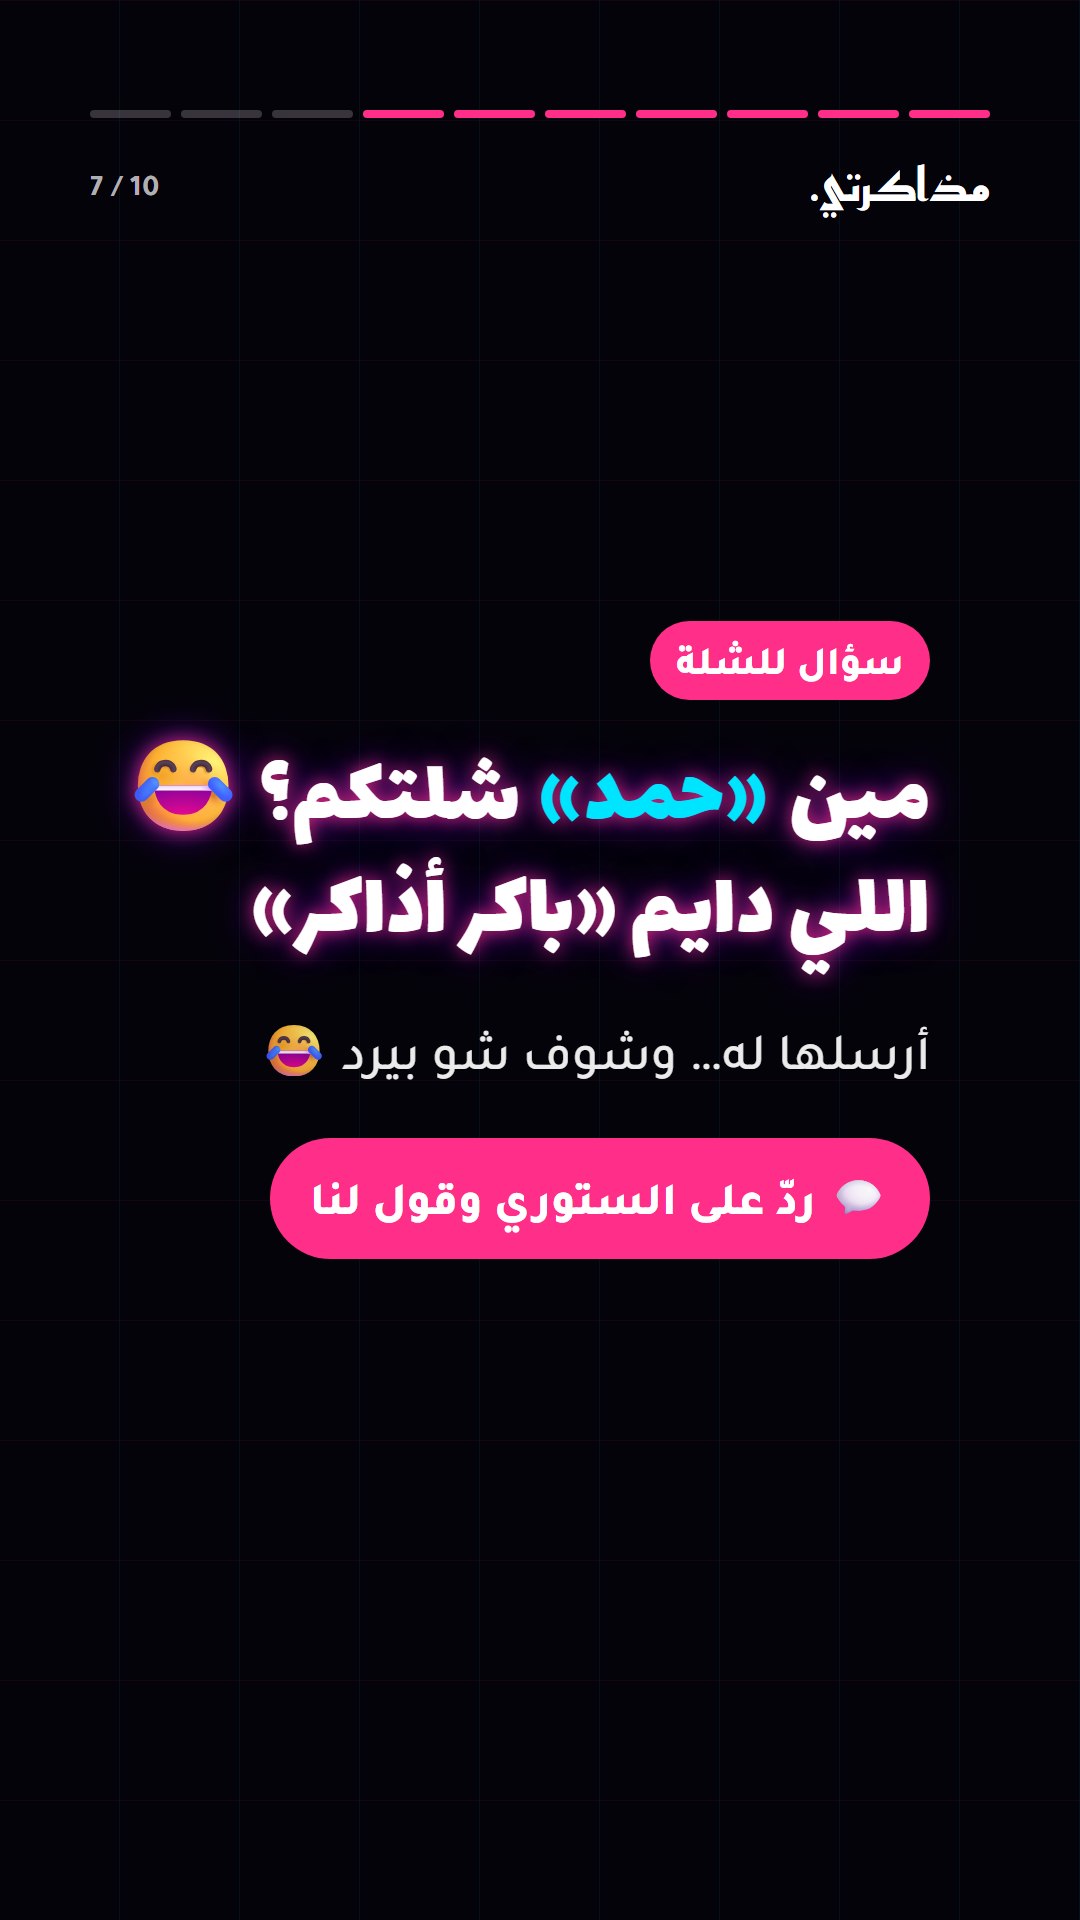 مذاكرتي.
7 / 10
سؤال للشلة
مين «حمد» شلتكم؟ 😂
اللي دايم «باكر أذاكر»
أرسلها له... وشوف شو بيرد 😂
💬 ردّ على الستوري وقول لنا